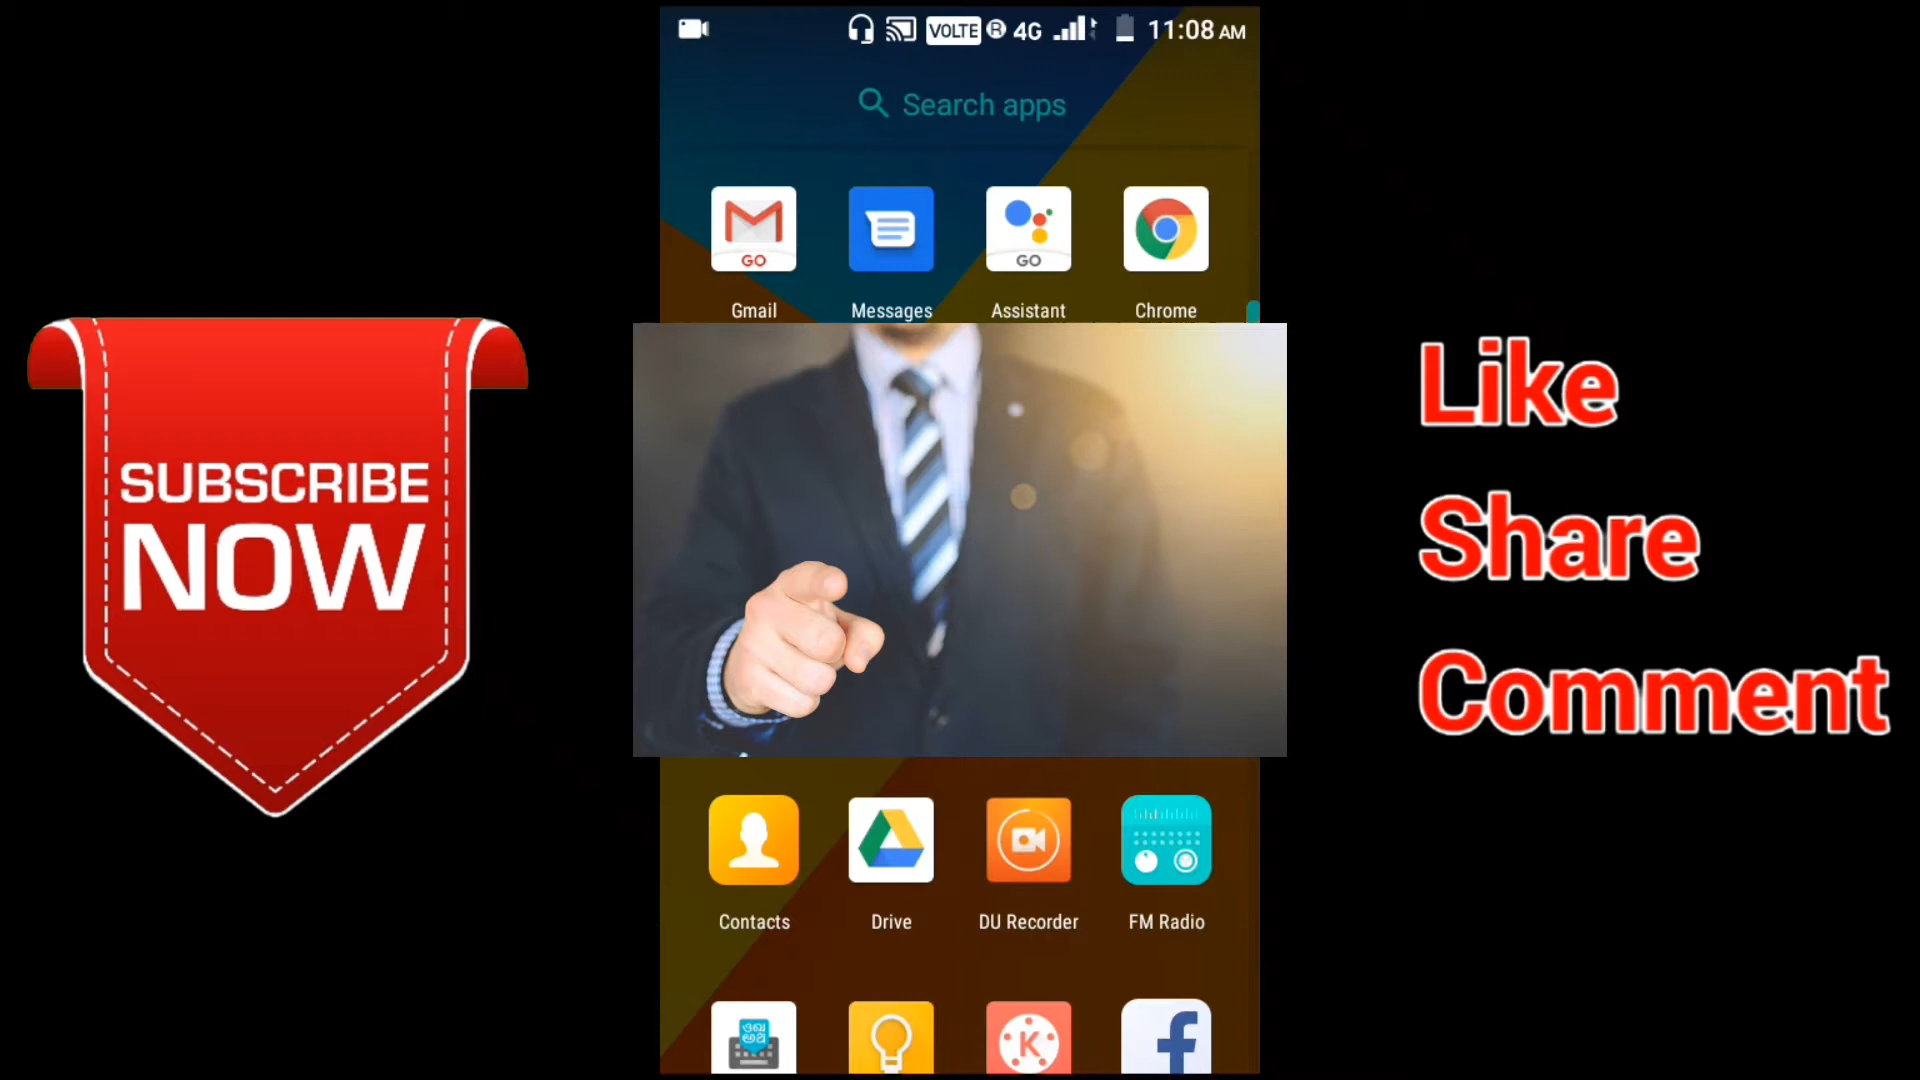 VOLTE R 4G 11:08 AM
Search apps
GO
GO
Gmail
Messages
Assistant
Chrome
SUBSCRIBE
NOW
Like
Share
Comment
Contacts
Drive
DU Recorder
FM Radio
K
f